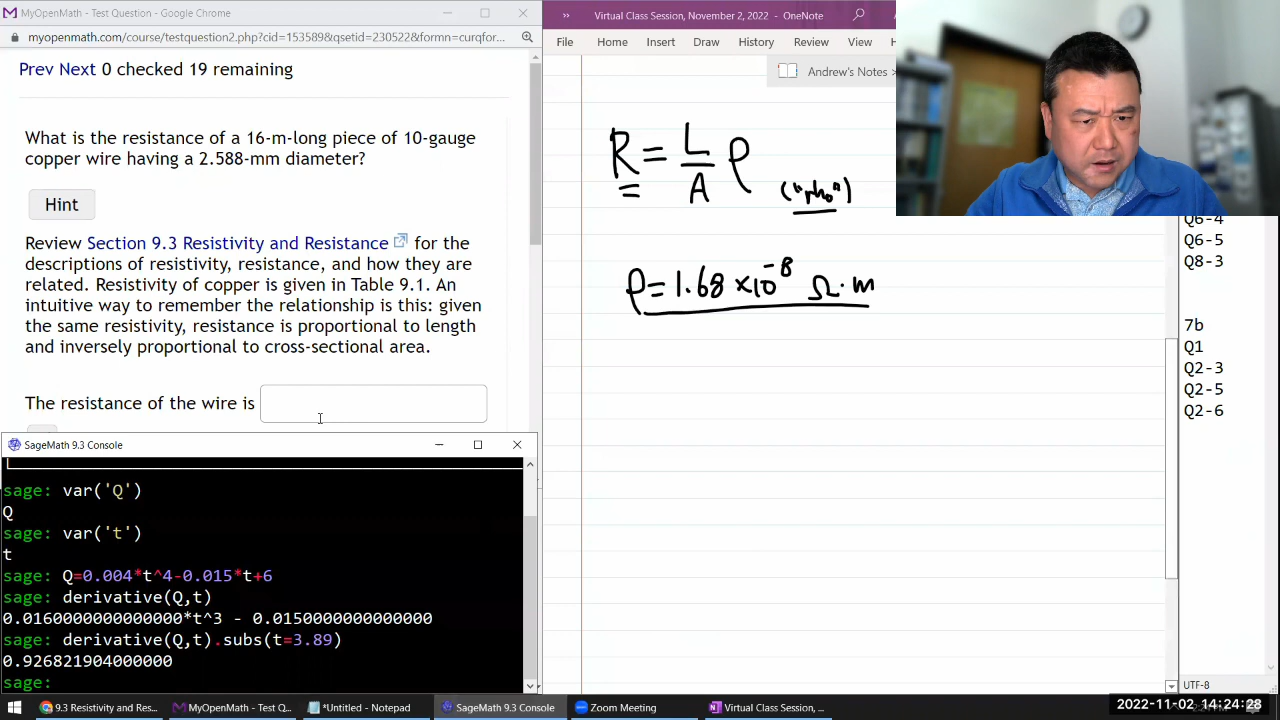 MyOpenMath - Test Question - Google Chrome
myopenmath.com/course/testquestion2.php?cid=153589&qsetid=230522&formn=curqfor...
Prev Next 0 checked 19 remaining
What is the resistance of a 16-m-long piece of 10-gauge
copper wire having a 2.588-mm diameter?
Hint
Review Section 9.3 Resistivity and Resistance for the
descriptions of resistivity, resistance, and how they are
related. Resistivity of copper is given in Table 9.1. An
intuitive way to remember the relationship is this: given
the same resistivity, resistance is proportional to length
and inversely proportional to cross-sectional area.
The resistance of the wire is
SageMath 9.3 Console
sage: var('Q')
Q
sage: var('t')
t
sage: Q=0.004*t^4-0.015*t+6
sage: derivative(Q,t)
0.0160000000000000*t^3 - 0.0150000000000000
sage: derivative(Q,t).subs(t=3.89)
0.926821904000000
sage:
Virtual Class Session, November 2, 2022 - OneNote
File Home Insert Draw History Review View
Andrew's Notes >
R = L/A ρ
("rho")
ρ = 1.68 ×10⁻⁸ Ω·m
Q6-4
Q6-5
Q8-3
7b
Q1
Q2-3
Q2-5
Q2-6
UTF-8
9.3 Resistivity and Res...
MyOpenMath - Test Q...
*Untitled - Notepad
SageMath 9.3 Console
Zoom Meeting
Virtual Class Session, ...
2022-11-02 14:24:28